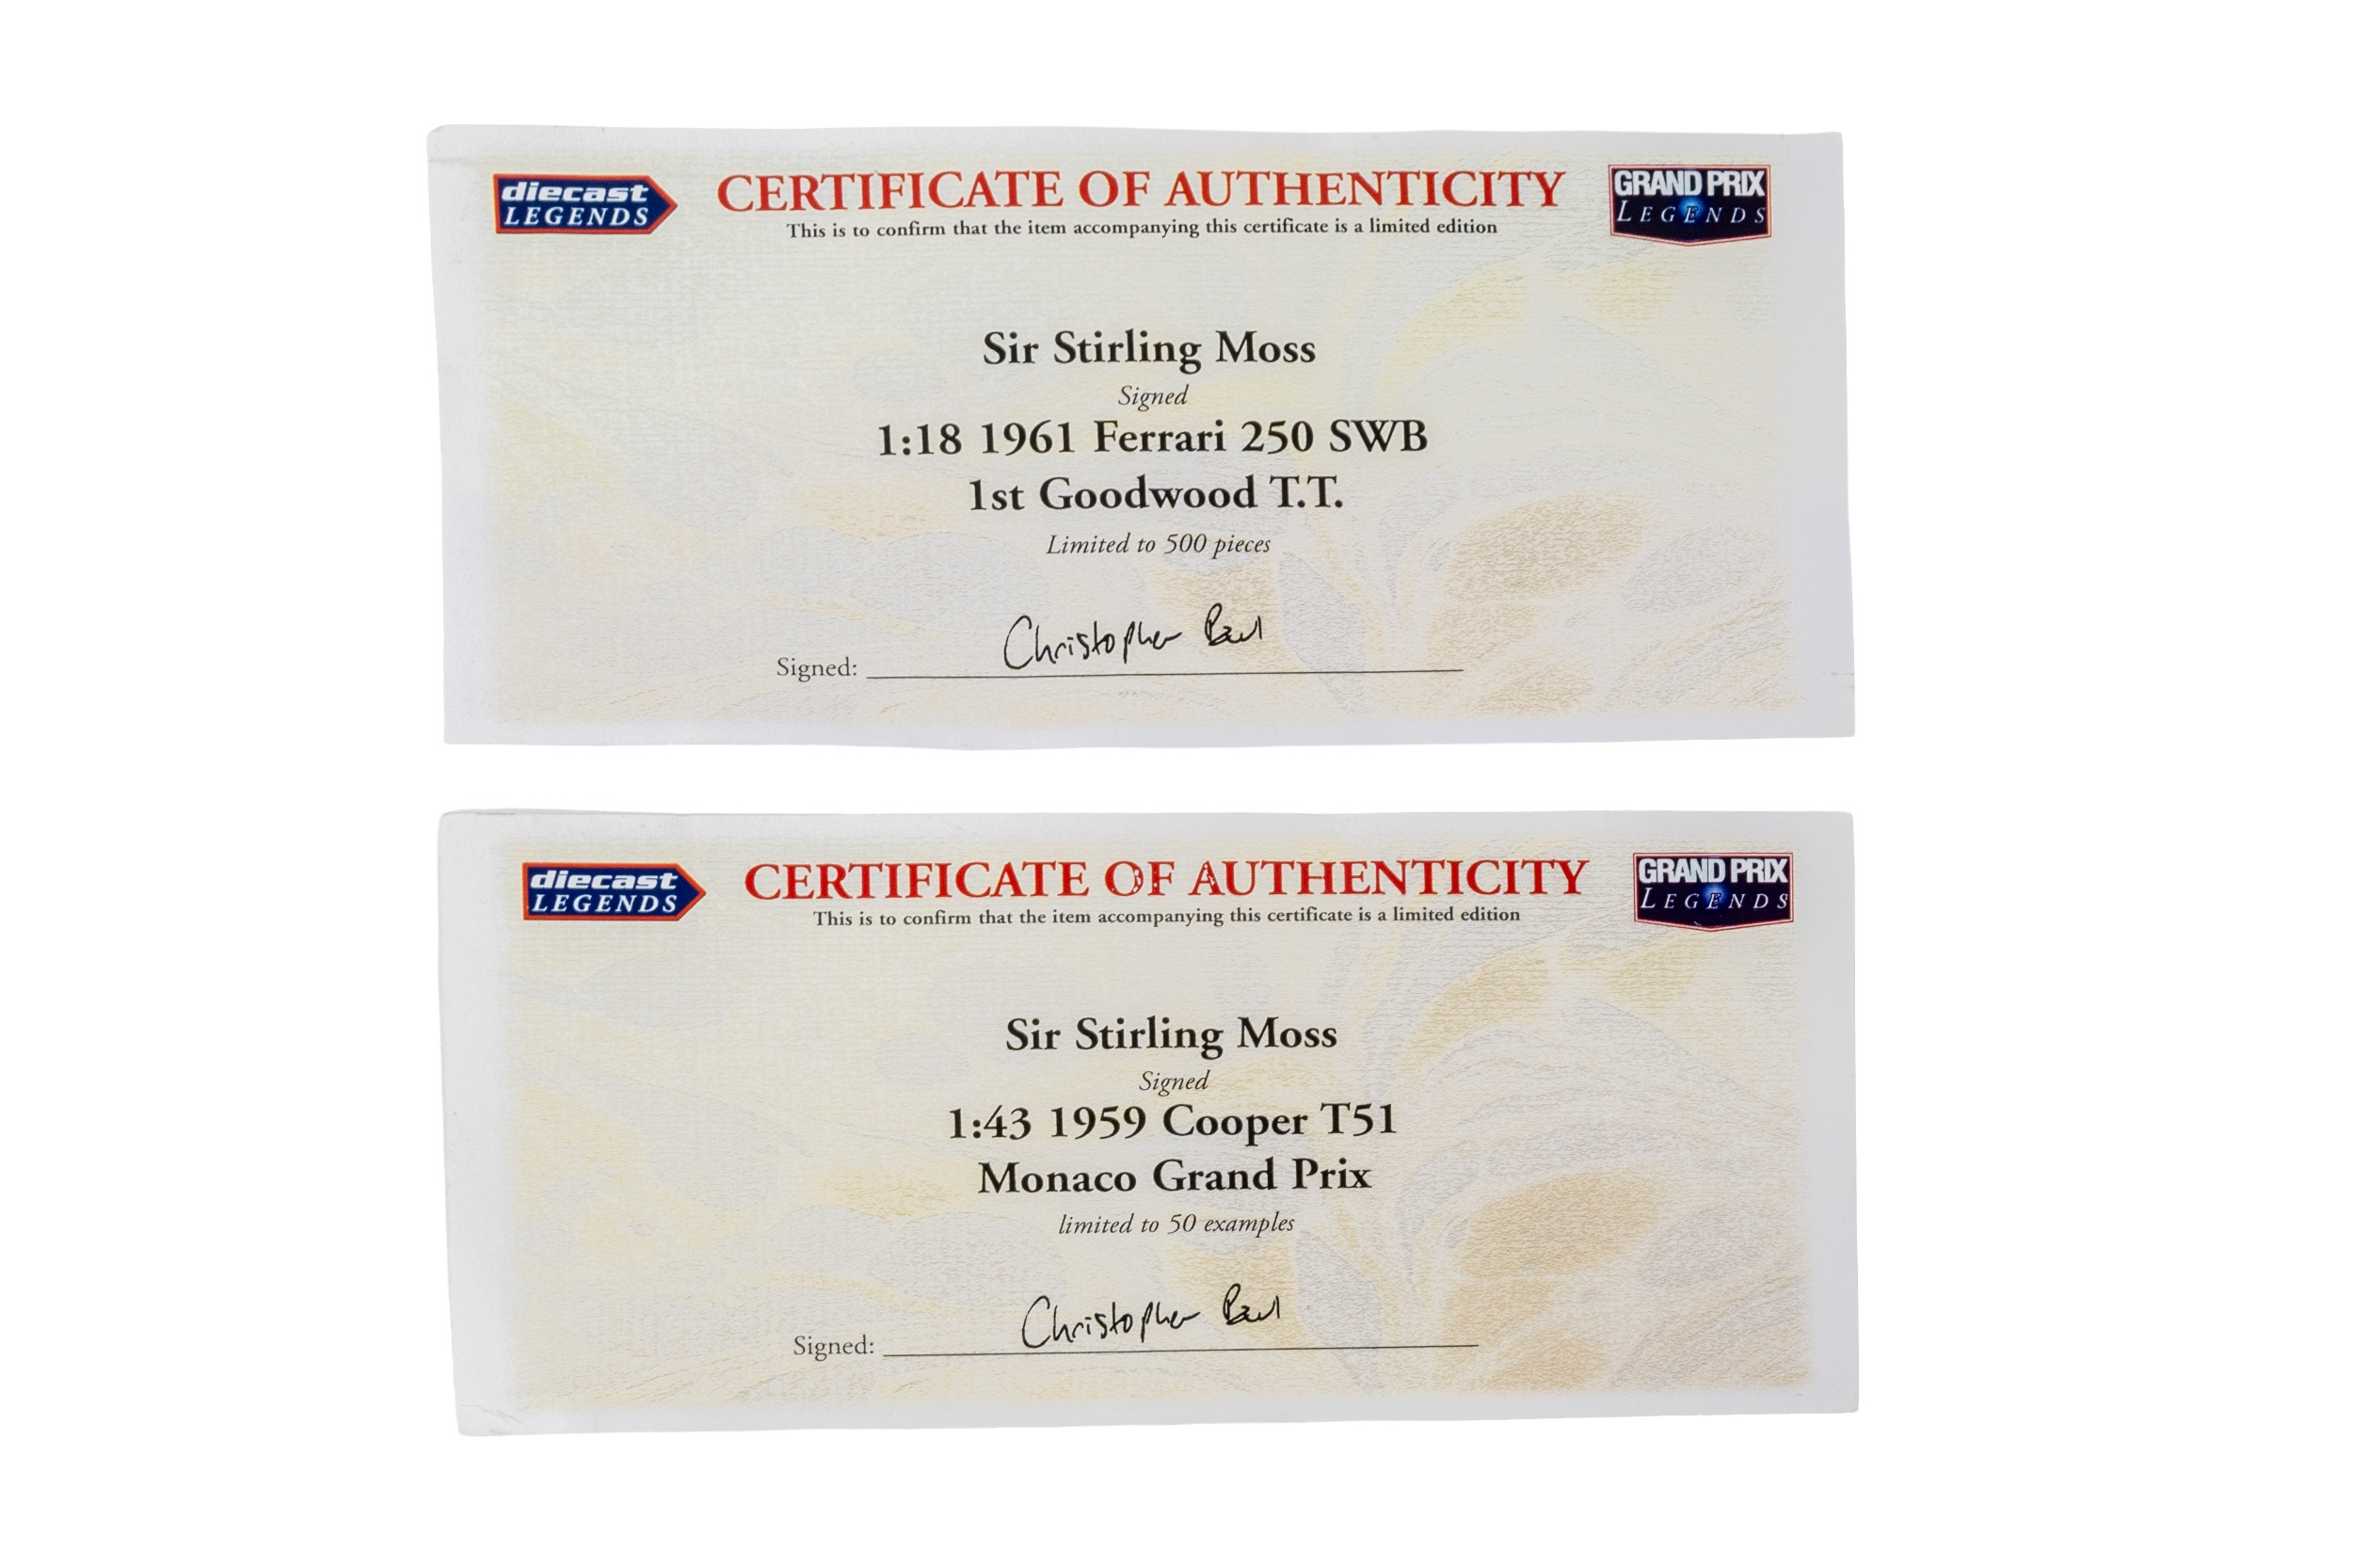 diecast LEGENDS
CERTIFICATE OF AUTHENTICITY
GRAND PRIX LEGENDS
This is to confirm that the item accompanying this certificate is a limited edition
Sir Stirling Moss
Signed
1:18 1961 Ferrari 250 SWB
1st Goodwood T.T.
Limited to 500 pieces
Signed: Christopher Paul
diecast LEGENDS
CERTIFICATE OF AUTHENTICITY
GRAND PRIX LEGENDS
This is to confirm that the item accompanying this certificate is a limited edition
Sir Stirling Moss
Signed
1:43 1959 Cooper T51
Monaco Grand Prix
limited to 50 examples
Signed: Christopher Paul